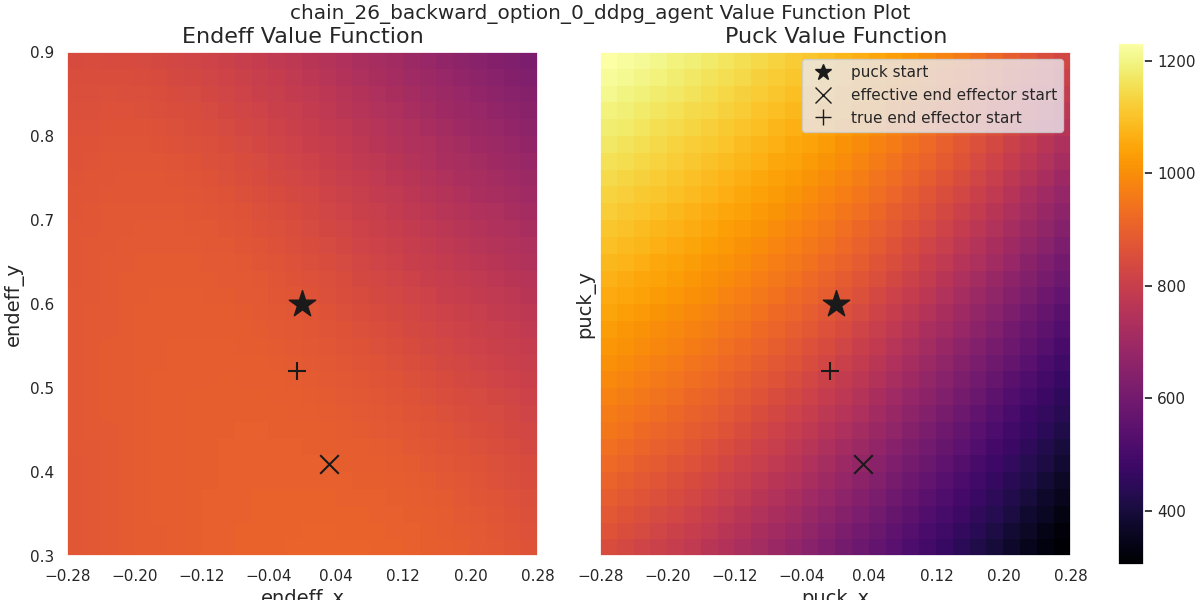 chain_26_backward_option_0_ddpg_agent Value Function Plot
Endeff Value Function
Puck Value Function
0.9
0.8
0.7
0.6
0.5
0.4
0.3
endeff_y
−0.28 −0.20 −0.12 −0.04 0.04 0.12 0.20 0.28
endeff_x
puck start
effective end effector start
true end effector start
puck_y
−0.28 −0.20 −0.12 −0.04 0.04 0.12 0.20 0.28
puck_x
1200
1000
800
600
400